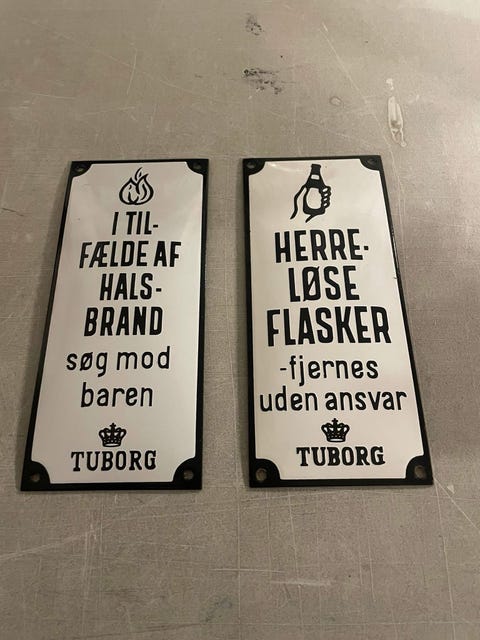 I TIL-
FÆLDE AF
HALS-
BRAND
søg mod
baren
TUBORG
HERRE-
LØSE
FLASKER
-fjernes
uden ansvar
TUBORG